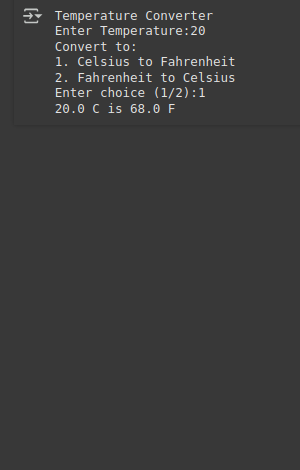 Temperature Converter
Enter Temperature:20
Convert to:
1. Celsius to Fahrenheit
2. Fahrenheit to Celsius
Enter choice (1/2):1
20.0 C is 68.0 F